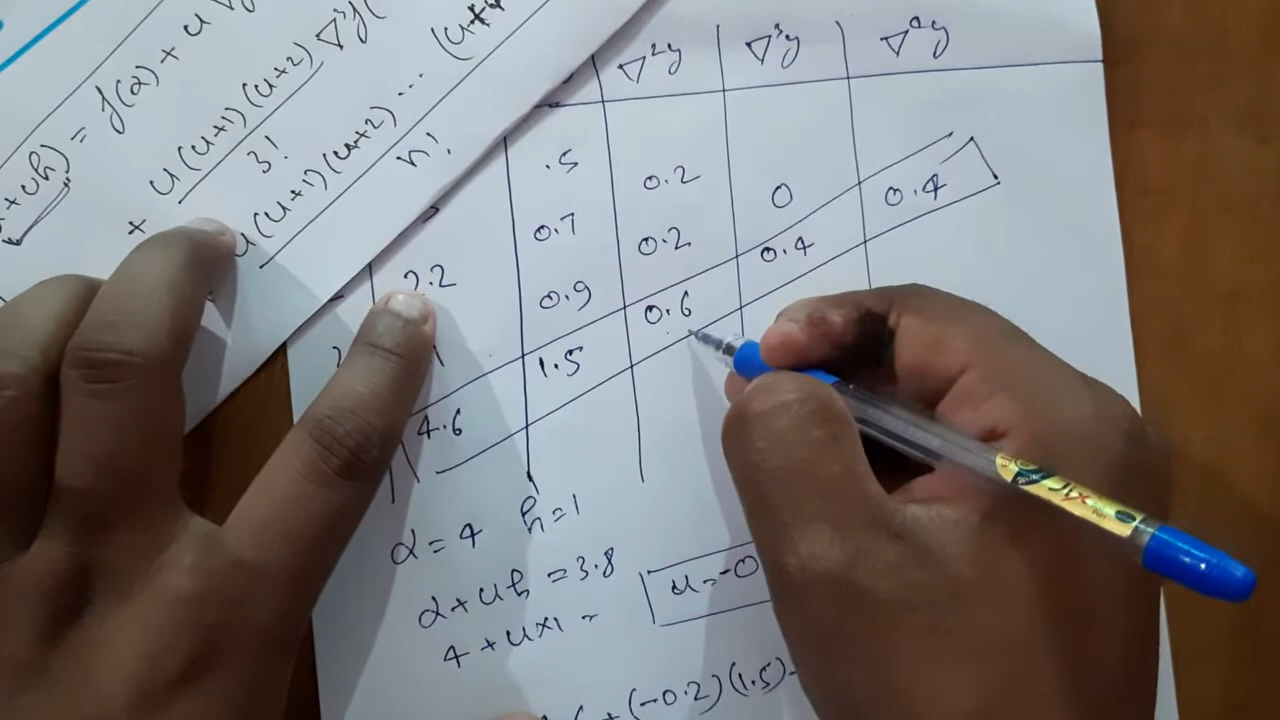 +uh) = f(α) + u ∇
+ u(u+1)(u+2) ∇³f(
3!
u(u+1)(u+2)... (u+
n!
∇²y ∇³y ∇⁴y
.5
0.2
0.7 0 0.4
0.2
2.2 0.9 0.4
0.6
1.5
4.6
α = 4 h = 1
α + uh = 3.8
4 + u×1 = u = -0
+ (-0.2)(1.5) -